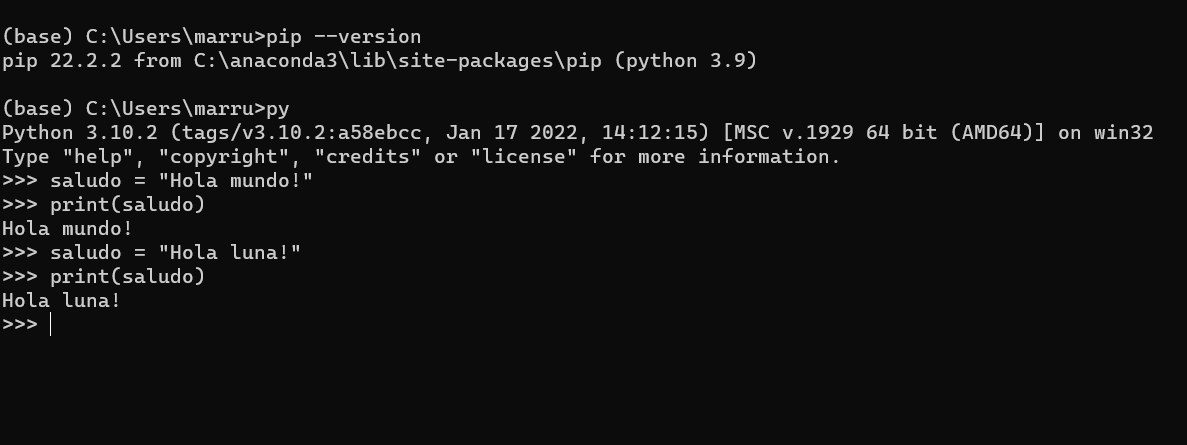 (base) C:\Users\marru>pip --version
pip 22.2.2 from C:\anaconda3\lib\site-packages\pip (python 3.9)
(base) C:\Users\marru>py
Python 3.10.2 (tags/v3.10.2:a58ebcc, Jan 17 2022, 14:12:15) [MSC v.1929 64 bit (AMD64)] on win32
Type "help", "copyright", "credits" or "license" for more information.
>>> saludo = "Hola mundo!"
>>> print(saludo)
Hola mundo!
>>> saludo = "Hola luna!"
>>> print(saludo)
Hola luna!
>>>